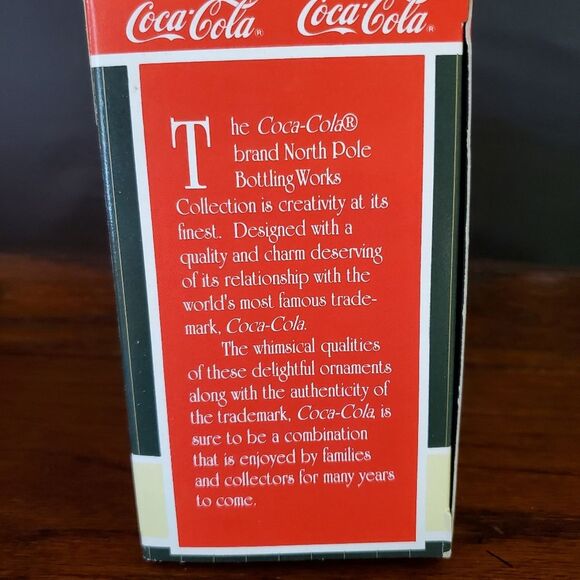 Coca-Cola® Coca-Cola®
The Coca-Cola®
brand North Pole
Bottling Works
Collection is creativity at its
finest. Designed with a
quality and charm deserving
of its relationship with the
world's most famous trade-
mark, Coca-Cola.
The whimsical qualities
of these delightful ornaments
along with the authenticity of
the trademark, Coca-Cola, is
sure to be a combination
that is enjoyed by families
and collectors for many years
to come.